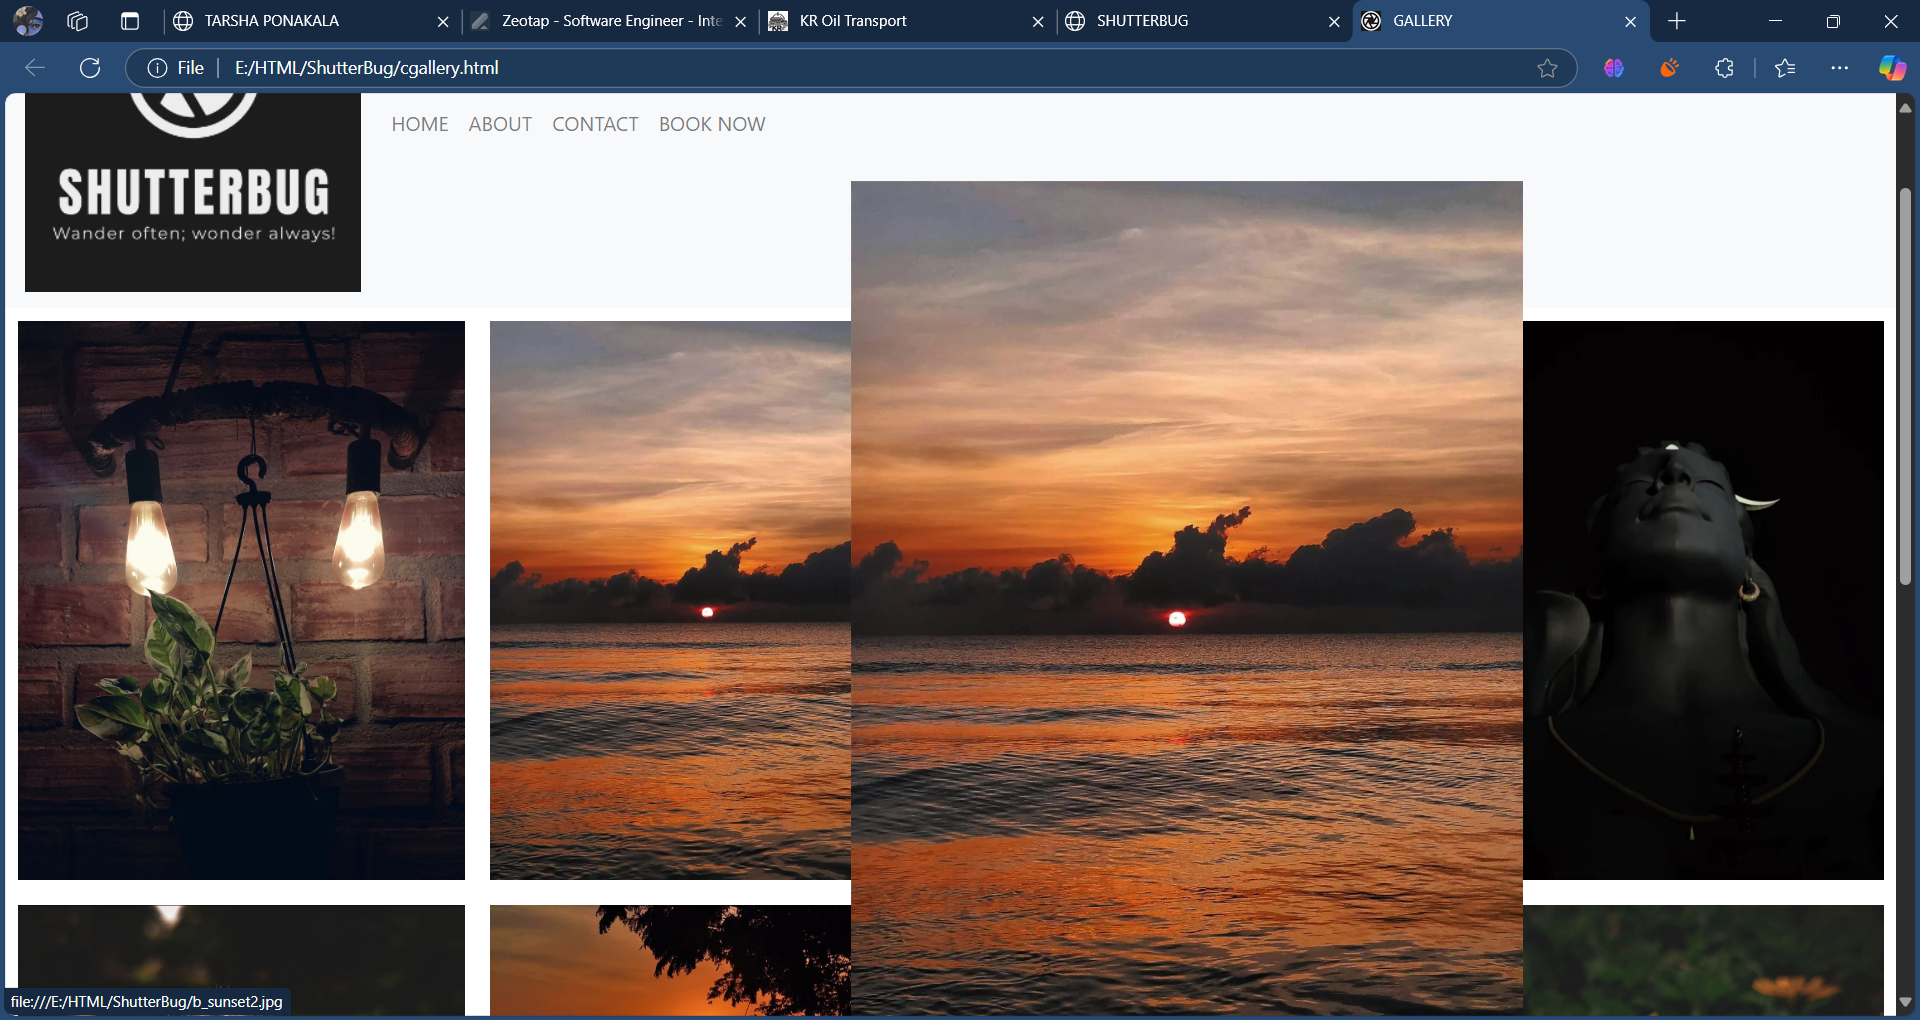 TARSHA PONAKALA
Zeotap - Software Engineer - Inte
KR Oil Transport
SHUTTERBUG
GALLERY
File
E:/HTML/ShutterBug/cgallery.html
HOME ABOUT CONTACT BOOK NOW
SHUTTERBUG
Wander often; wonder always!
file:///E:/HTML/ShutterBug/b_sunset2.jpg